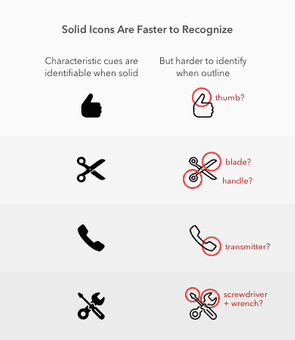 Solid Icons Are Faster to Recognize
Characteristic cues are
identifiable when solid
But harder to identify
when outline
thumb?
blade?
handle?
transmitter?
screwdriver
+ wrench?